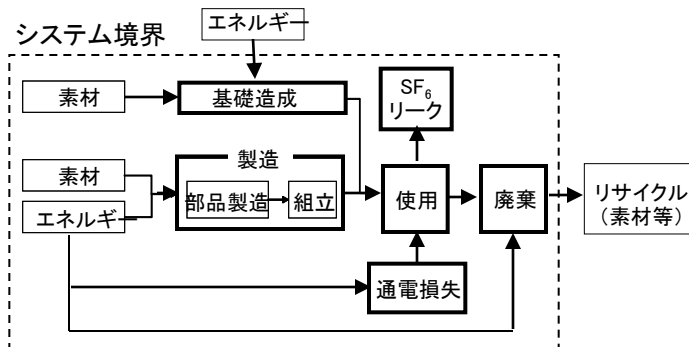 エネルギー
システム境界
素材
基礎造成
SF₆
リーク
素材
エネルギー
製造
部品製造
組立
使用
廃棄
リサイクル
（素材等）
通電損失